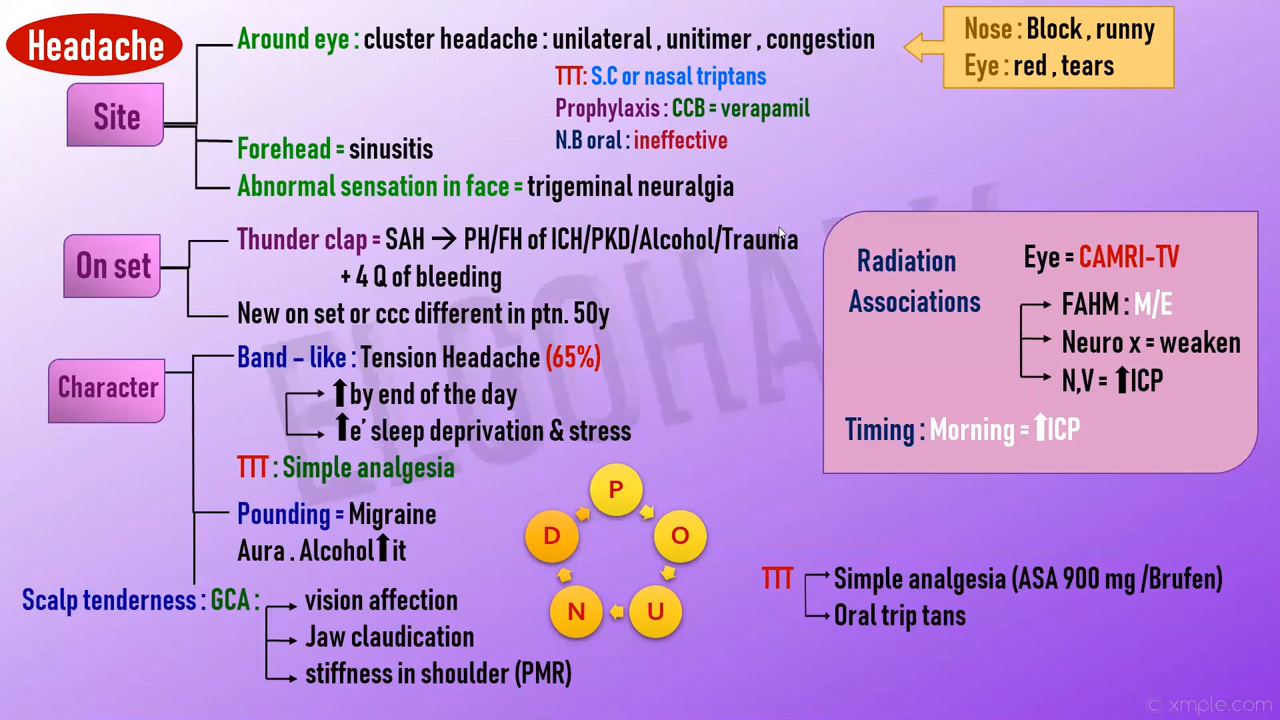 Headache
Site
Around eye : cluster headache : unilateral , unitimer , congestion
Nose : Block , runny
Eye : red , tears
TTT: S.C or nasal triptans
Prophylaxis : CCB = verapamil
N.B oral : ineffective
Forehead = sinusitis
Abnormal sensation in face = trigeminal neuralgia
On set
Thunder clap = SAH → PH/FH of ICH/PKD/Alcohol/Trauma
+ 4 Q of bleeding
New on set or ccc different in ptn. 50y
Character
Band – like : Tension Headache (65%)
⬆by end of the day
⬆e’ sleep deprivation & stress
TTT : Simple analgesia
Pounding = Migraine
Aura . Alcohol⬆it
Scalp tenderness : GCA :
vision affection
Jaw claudication
stiffness in shoulder (PMR)
P
O
U
N
D
Radiation
Eye = CAMRI-TV
Associations
FAHM : M/E
Neuro x = weaken
N,V = ⬆ICP
Timing : Morning = ⬆ICP
TTT
Simple analgesia (ASA 900 mg /Brufen)
Oral trip tans
ELGOHARY
© xmple.com